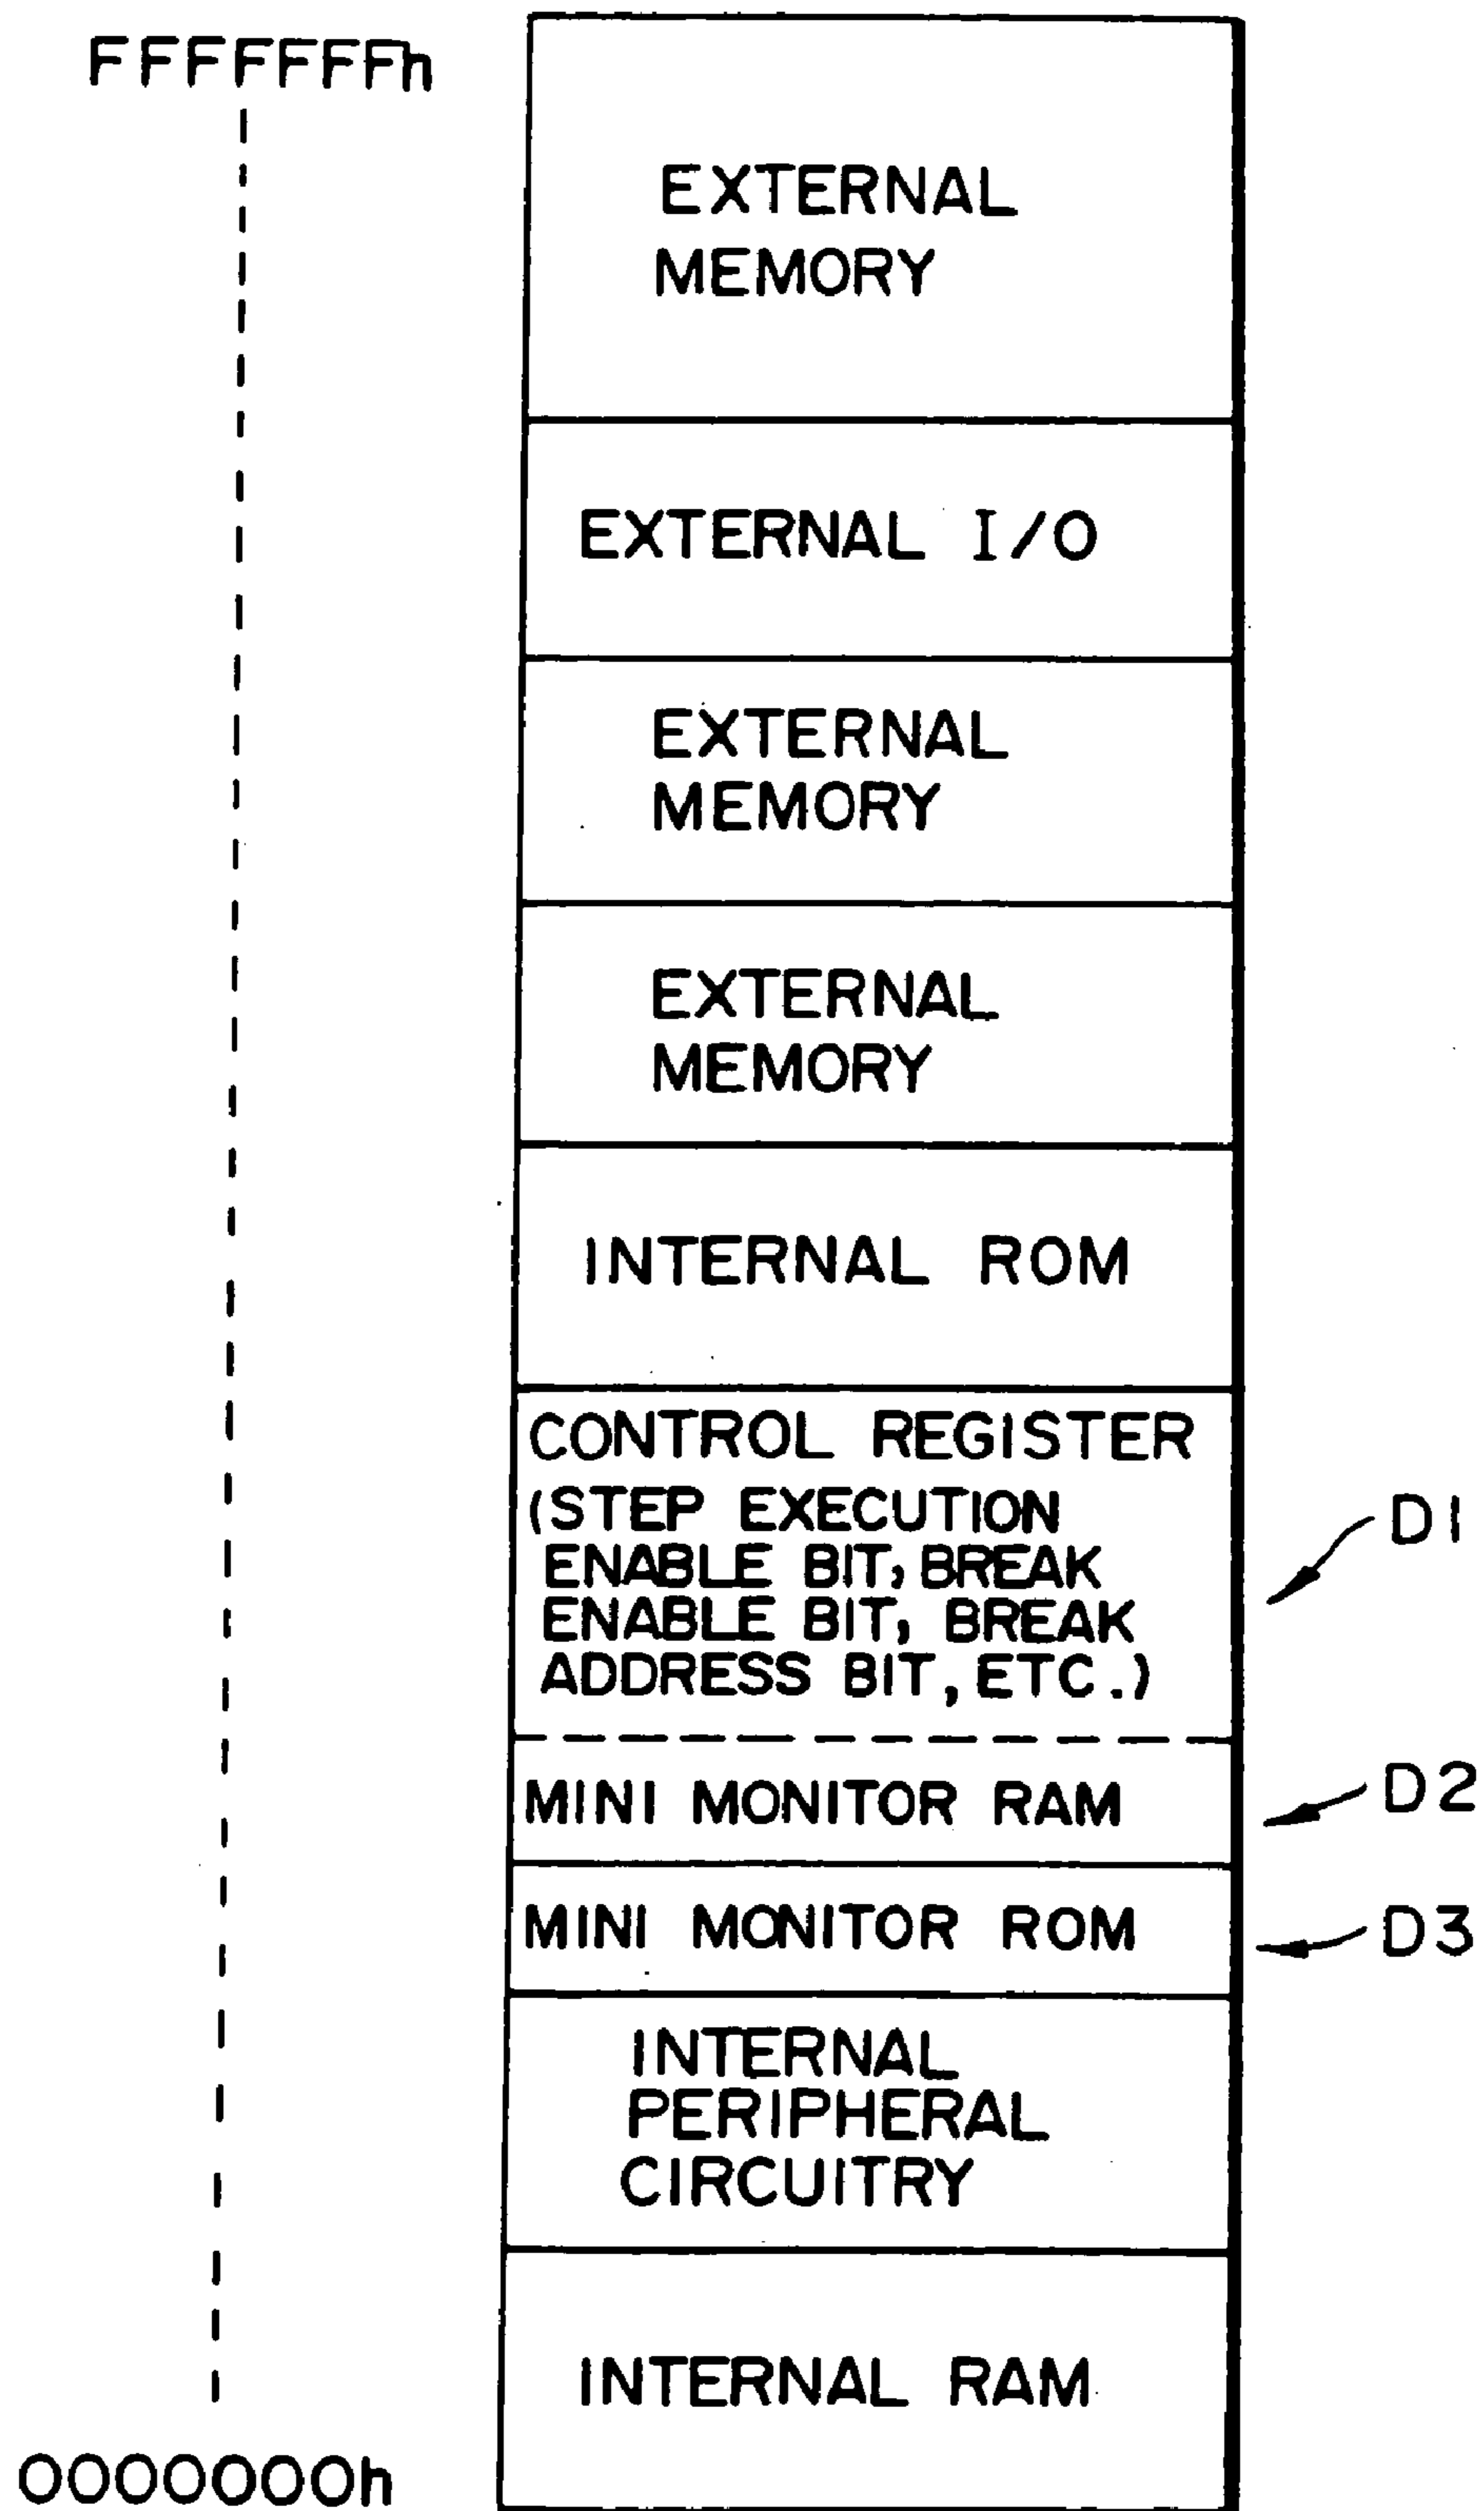 FFFFFFFh
EXTERNAL
MEMORY
EXTERNAL I/O
EXTERNAL
MEMORY
EXTERNAL
MEMORY
INTERNAL ROM
CONTROL REGISTER
(STEP EXECUTION
ENABLE BIT, BREAK
ENABLE BIT, BREAK
ADDRESS BIT, ETC.)
D1
MINI MONITOR RAM
D2
MINI MONITOR ROM
D3
INTERNAL
PERIPHERAL
CIRCUITRY
INTERNAL RAM
0000000h